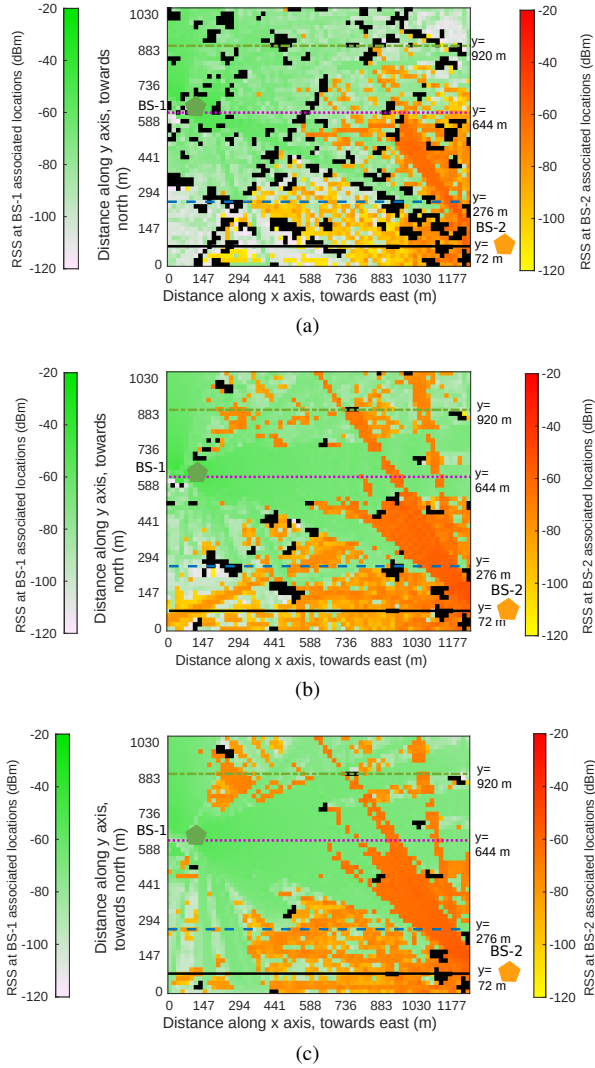 RSS at BS-1 associated locations (dBm)
-20
-40
-60
-80
-100
-120
Distance along y axis, towards
north (m)
1030
883
736
588
441
294
147
0
BS-1
y=
920 m
y=
644 m
y=
276 m
BS-2
y=
72 m
0 147 294 441 588 736 883 1030 1177
Distance along x axis, towards east (m)
-20
-40
-60
-80
-100
-120
RSS at BS-2 associated locations (dBm)
(a)
RSS at BS-1 associated locations (dBm)
-20
-40
-60
-80
-100
-120
Distance along y axis, towards
north (m)
1030
883
736
588
441
294
147
0
BS-1
y=
920 m
y=
644 m
y=
276 m
BS-2
y=
72 m
0 147 294 441 588 736 883 1030 1177
Distance along x axis, towards east (m)
-20
-40
-60
-80
-100
-120
RSS at BS-2 associated locations (dBm)
(b)
RSS at BS-1 associated locations (dBm)
-20
-40
-60
-80
-100
-120
Distance along y axis,
towards north (m)
1030
883
736
588
441
294
147
0
BS-1
y=
920 m
y=
644 m
y=
276 m
BS-2
y=
72 m
0 147 294 441 588 736 883 1030 1177
Distance along x axis, towards east (m)
-20
-40
-60
-80
-100
-120
RSS at BS-2 associated locations (dBm)
(c)